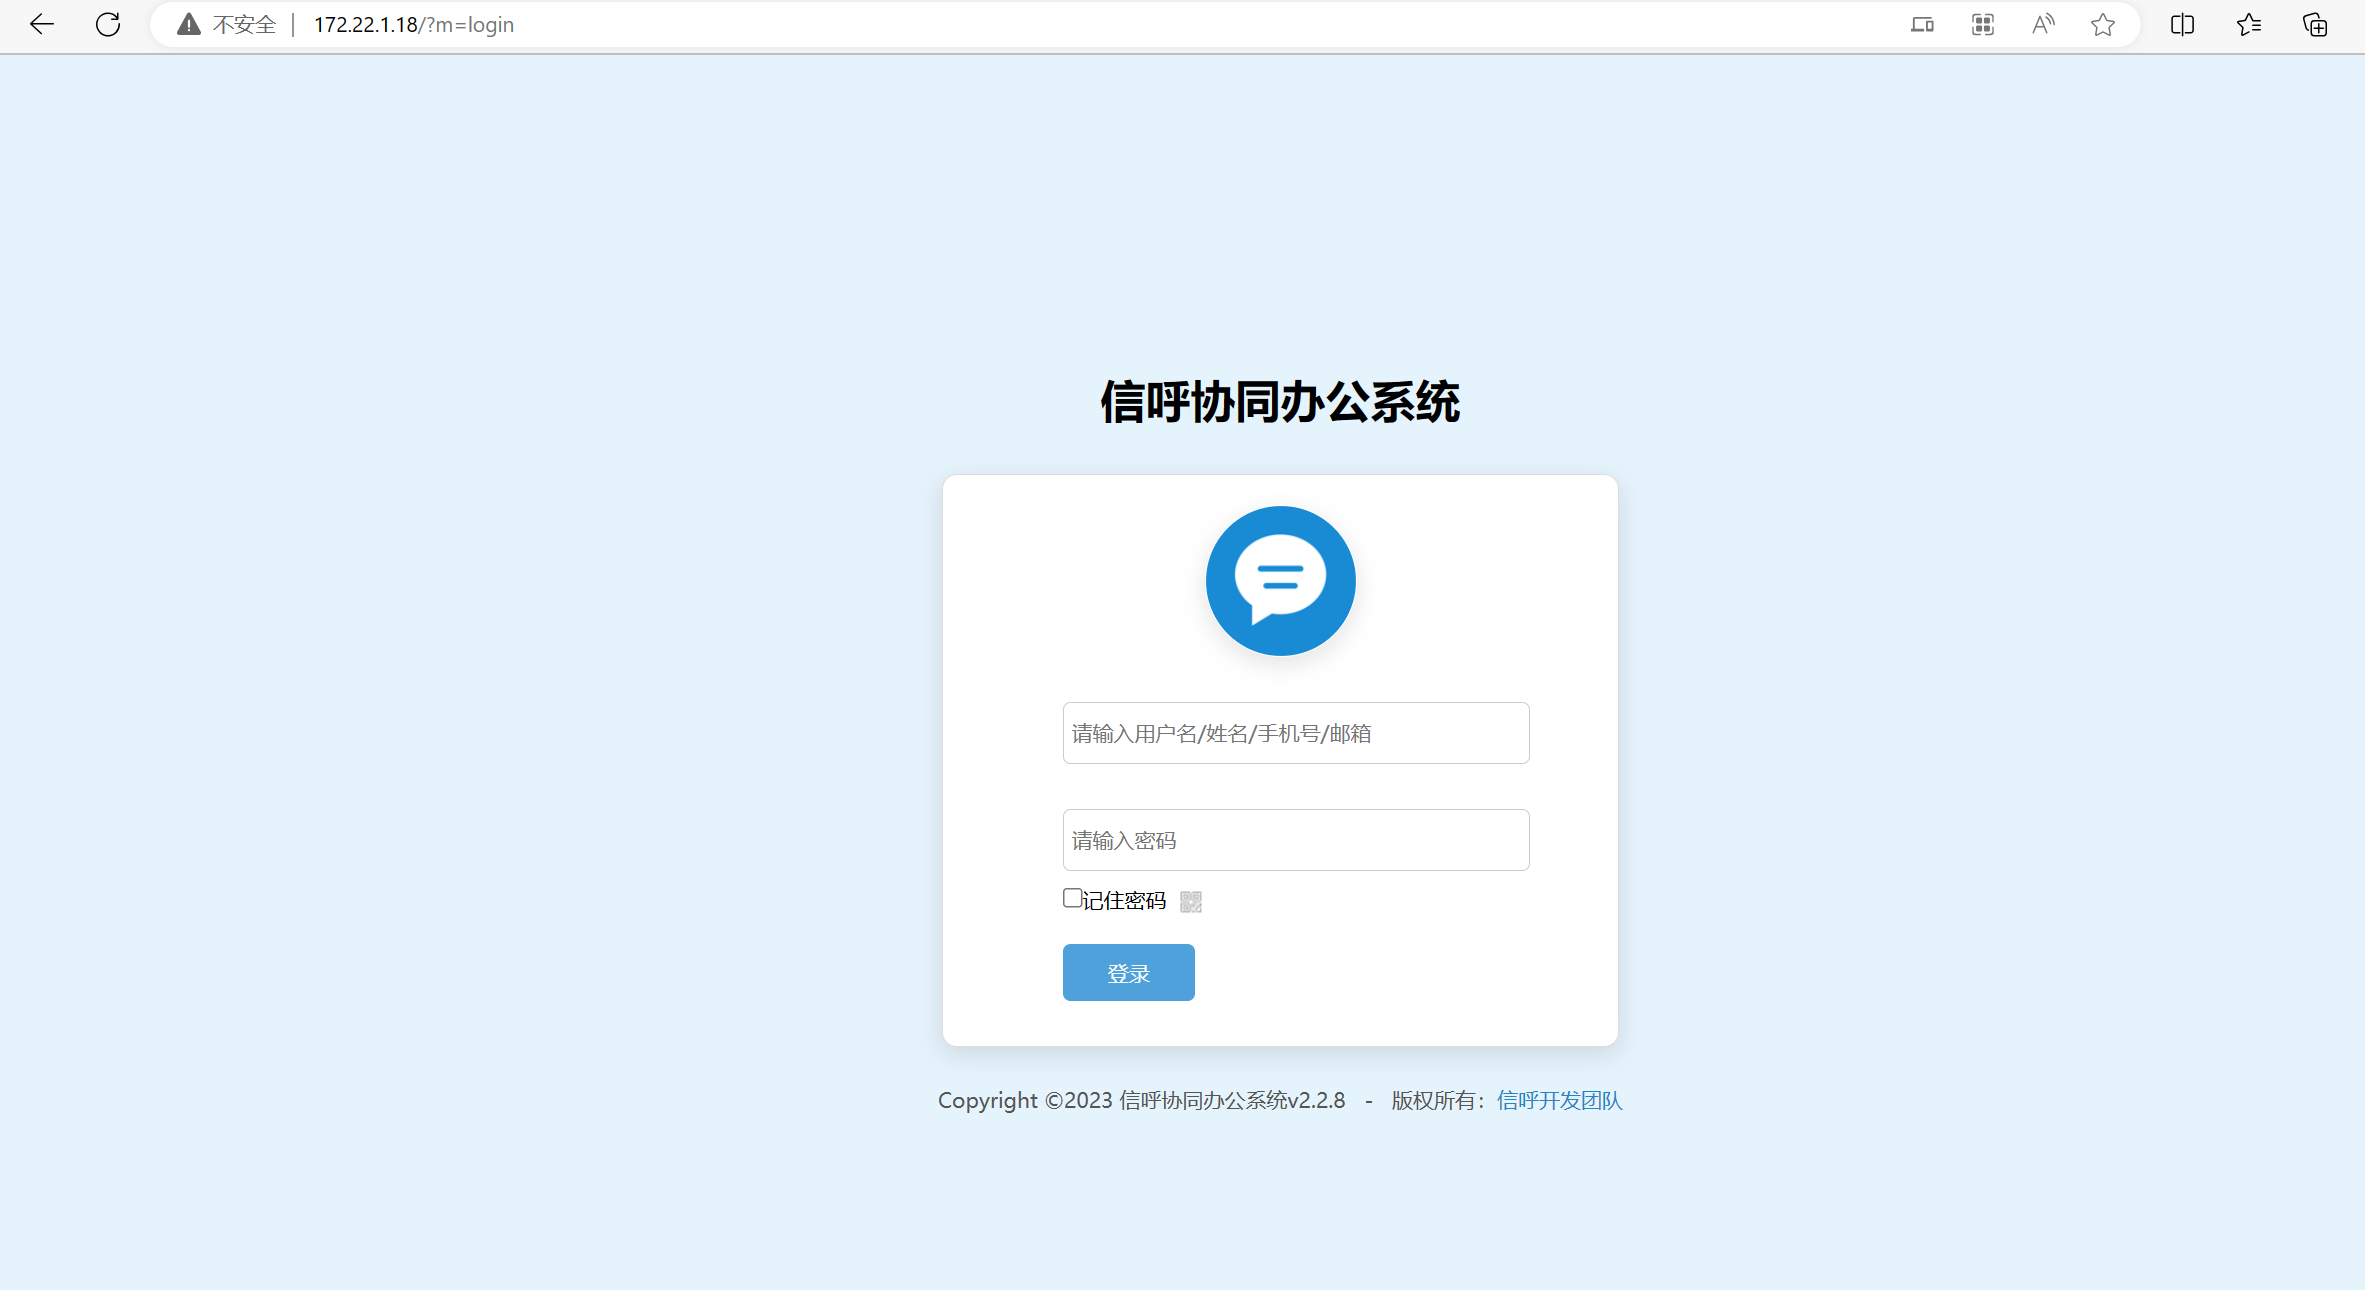 不安全 172.22.1.18/?m=login
信呼协同办公系统
请输入用户名/姓名/手机号/邮箱
请输入密码
记住密码
登录
Copyright ©2023 信呼协同办公系统v2.2.8 - 版权所有：信呼开发团队